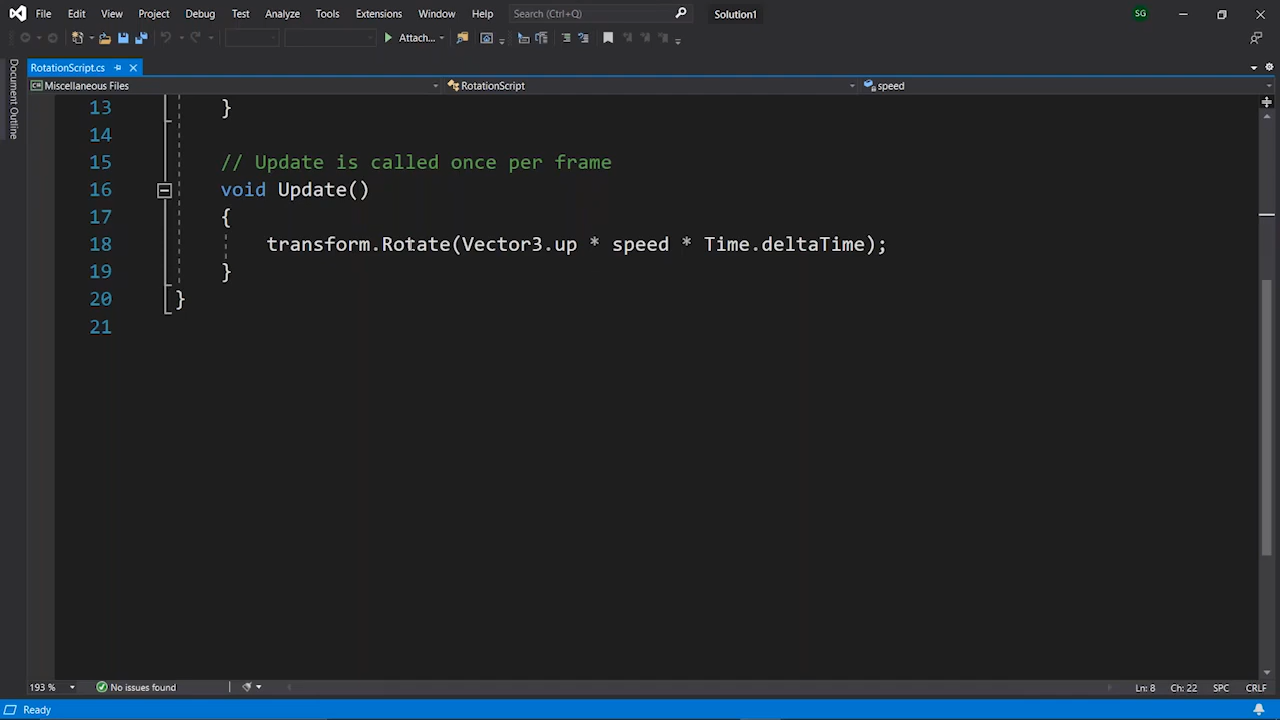 File Edit View Project Debug Test Analyze Tools Extensions Window Help Search (Ctrl+Q) Solution1 SG
Attach...
RotationScript.cs
Miscellaneous Files RotationScript speed
Document Outline
13 }
14
15 // Update is called once per frame
16 void Update()
17 {
18 transform.Rotate(Vector3.up * speed * Time.deltaTime);
19 }
20 }
21
193 % No issues found Ln: 8 Ch: 22 SPC CRLF
Ready